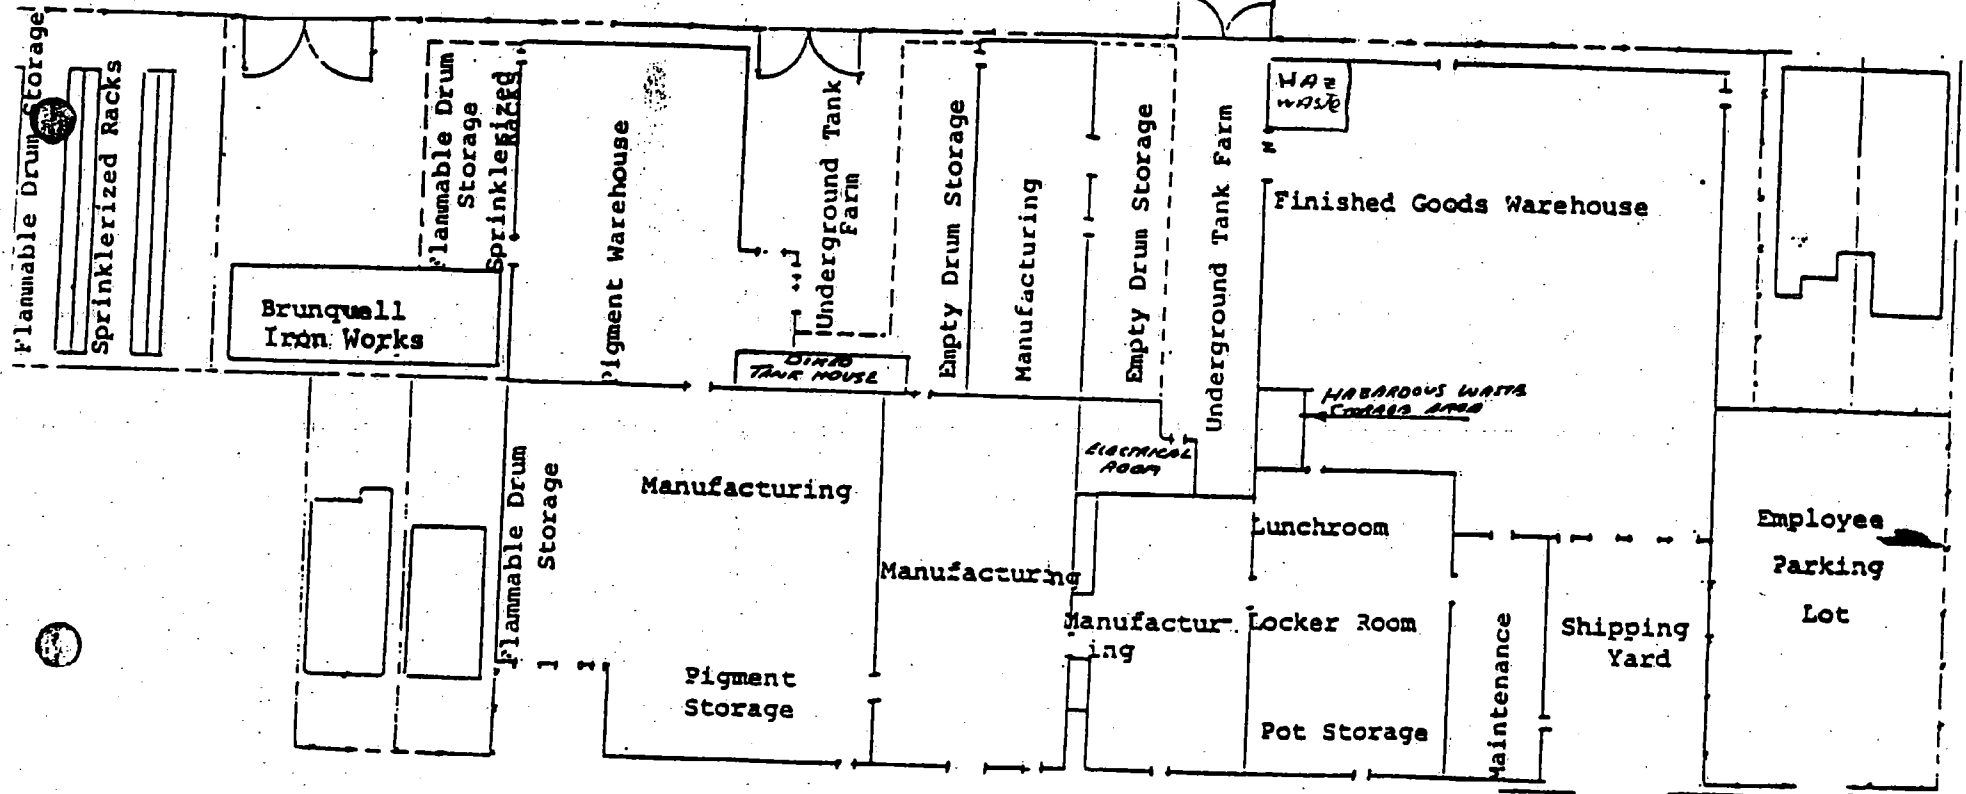 Flammable Drum Storage
Sprinklerized Racks
Flammable Drum
Storage
Sprinklerized
Racks
Brunquell
Iron Works
Pigment Warehouse
Underground Tank
Farm
TANK HOUSE
Empty Drum Storage
Manufacturing
Empty Drum Storage
Underground Tank Farm
HAZ
WASTE
Finished Goods Warehouse
HAZARDOUS WASTE
STORAGE AREA
ELECTRICAL
ROOM
Flammable Drum
Storage
Manufacturing
Manufacturing
Pigment
Storage
Manufactur-
ing
Lunchroom
Locker Room
Pot Storage
Maintenance
Shipping
Yard
Employee
Parking
Lot